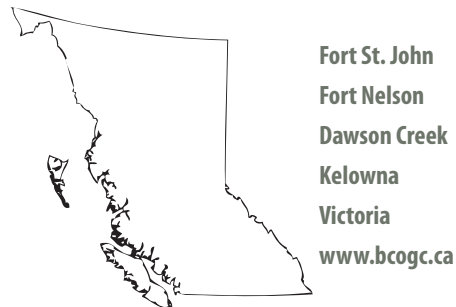 Fort St. John
Fort Nelson
Dawson Creek
Kelowna
Victoria
www.bcogc.ca